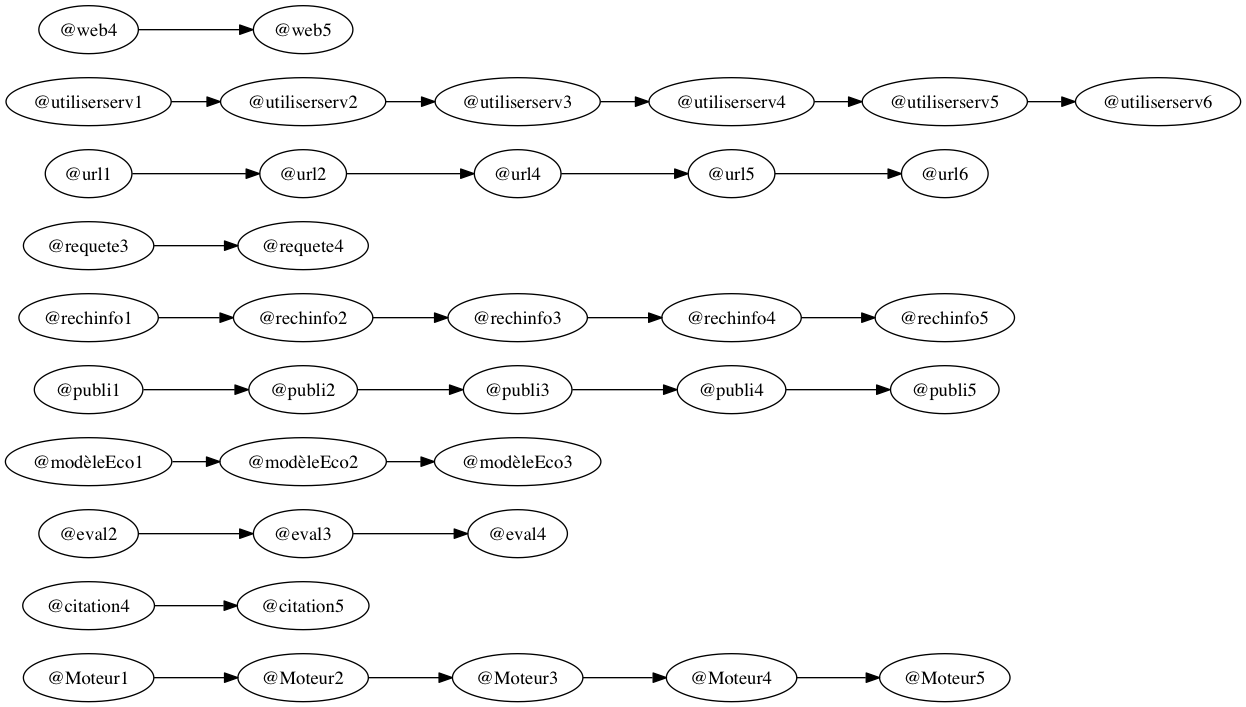 @web4 @web5
@utiliserserv1 @utiliserserv2 @utiliserserv3 @utiliserserv4 @utiliserserv5 @utiliserserv6
@url1 @url2 @url4 @url5 @url6
@requete3 @requete4
@rechinfo1 @rechinfo2 @rechinfo3 @rechinfo4 @rechinfo5
@publi1 @publi2 @publi3 @publi4 @publi5
@modèleEco1 @modèleEco2 @modèleEco3
@eval2 @eval3 @eval4
@citation4 @citation5
@Moteur1 @Moteur2 @Moteur3 @Moteur4 @Moteur5